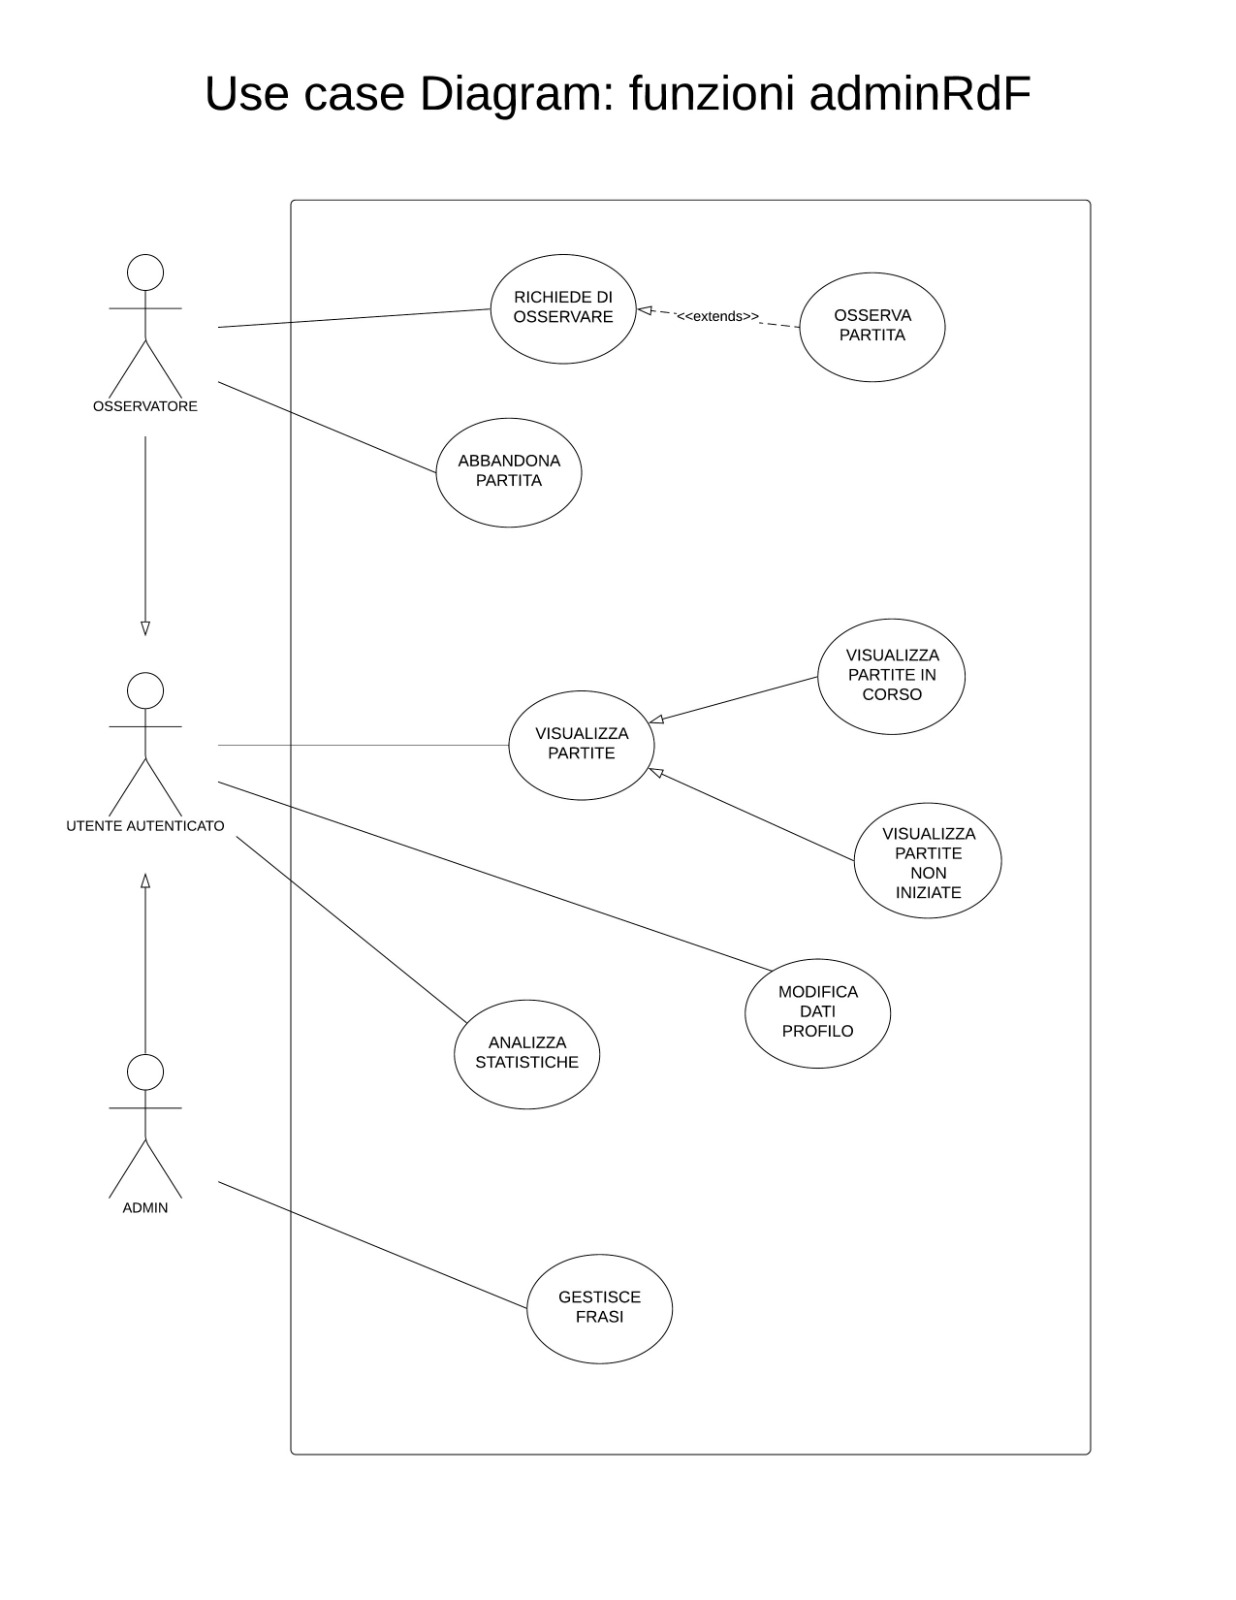 Use case Diagram: funzioni adminRdF
RICHIEDE DI
OSSERVARE
<<extends>>
OSSERVA
PARTITA
OSSERVATORE
ABBANDONA
PARTITA
VISUALIZZA
PARTITE IN
CORSO
VISUALIZZA
PARTITE
UTENTE AUTENTICATO
VISUALIZZA
PARTITE
NON
INIZIATE
MODIFICA
DATI
PROFILO
ANALIZZA
STATISTICHE
ADMIN
GESTISCE
FRASI